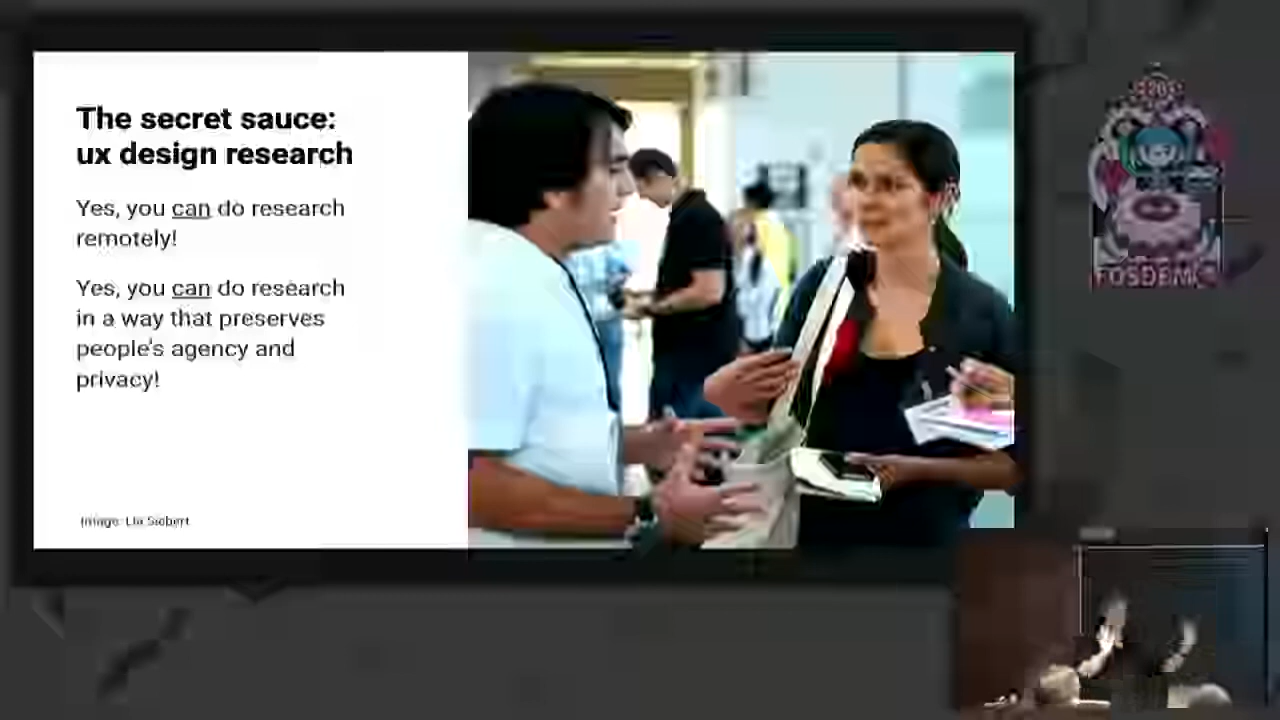 The secret sauce:
ux design research
Yes, you can do research
remotely!
Yes, you can do research
in a way that preserves
people's agency and
privacy!
Image: Lia Siebert
FOSDEM